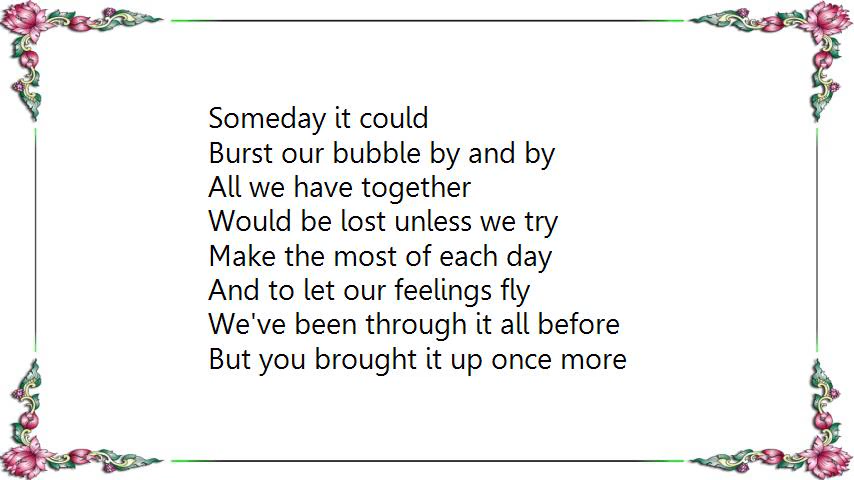 Someday it could
Burst our bubble by and by
All we have together
Would be lost unless we try
Make the most of each day
And to let our feelings fly
We've been through it all before
But you brought it up once more